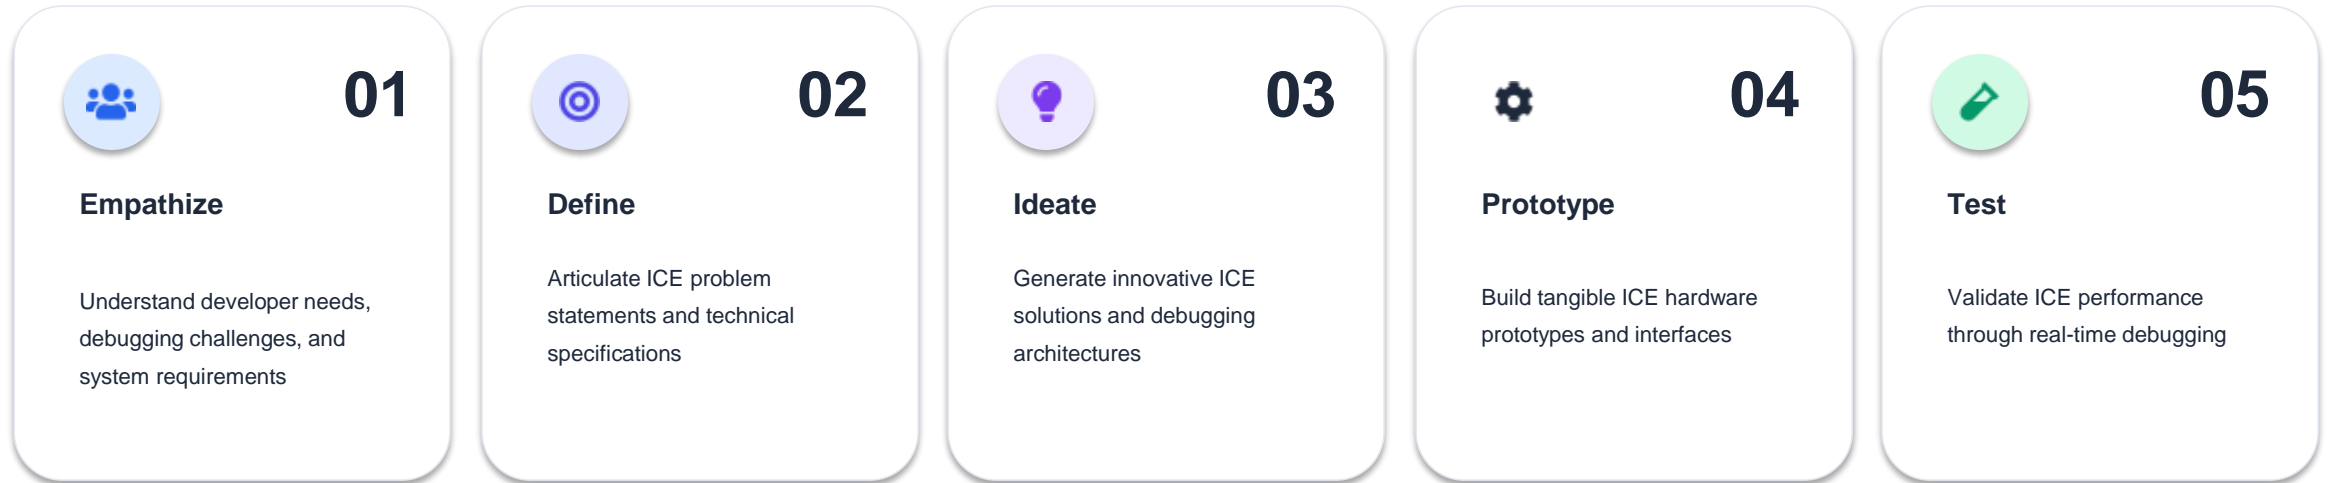 01
Empathize
Understand developer needs,
debugging challenges, and
system requirements
02
Define
Articulate ICE problem
statements and technical
specifications
03
Ideate
Generate innovative ICE
solutions and debugging
architectures
04
Prototype
Build tangible ICE hardware
prototypes and interfaces
05
Test
Validate ICE performance
through real-time debugging